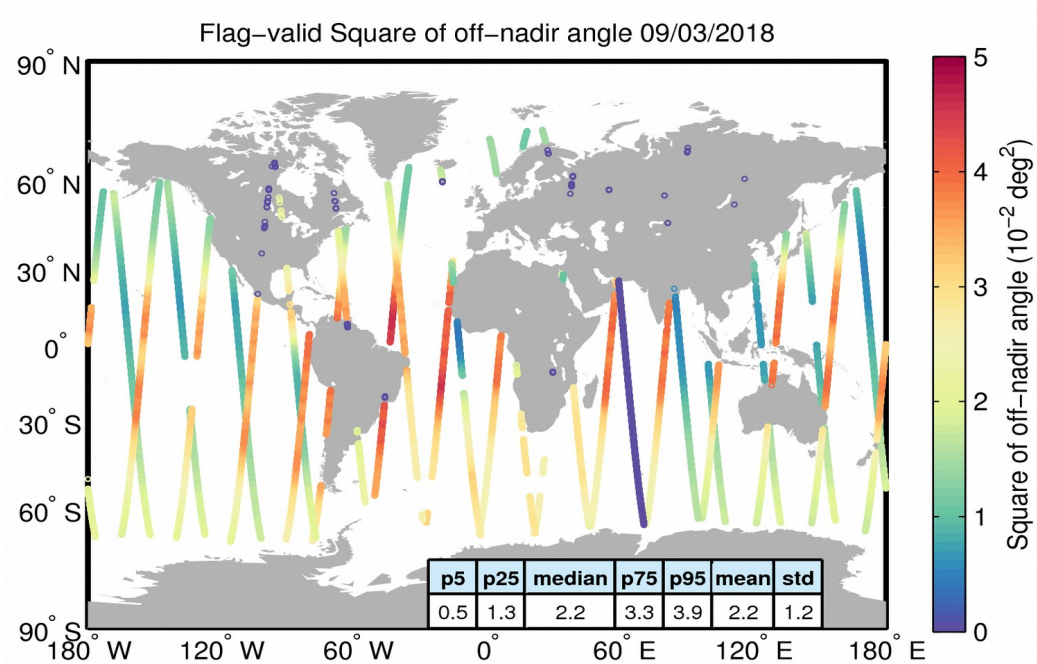 Flag−valid Square of off−nadir angle 09/03/2018
90° N
60° N
30° N
0°
30° S
60° S
90° S
180° W
120° W
60° W
0°
60° E
120° E
180° E
p5 p25 median p75 p95 mean std
0.5 1.3 2.2 3.3 3.9 2.2 1.2
5
4
3
2
1
0
Square of off−nadir angle (10⁻² deg²)